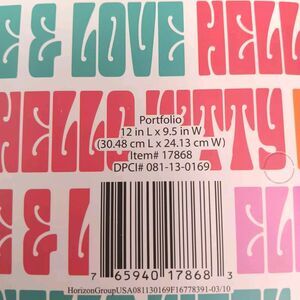 E & LOVE HELL
HELLO KITTY
Portfolio
12 in L x 9.5 in W
(30.48 cm L x 24.13 cm W)
Item# 17868
DPCI# 081-13-0169
7 65940 17868 3
HorizonGroupUSA081130169F16778391-03/10